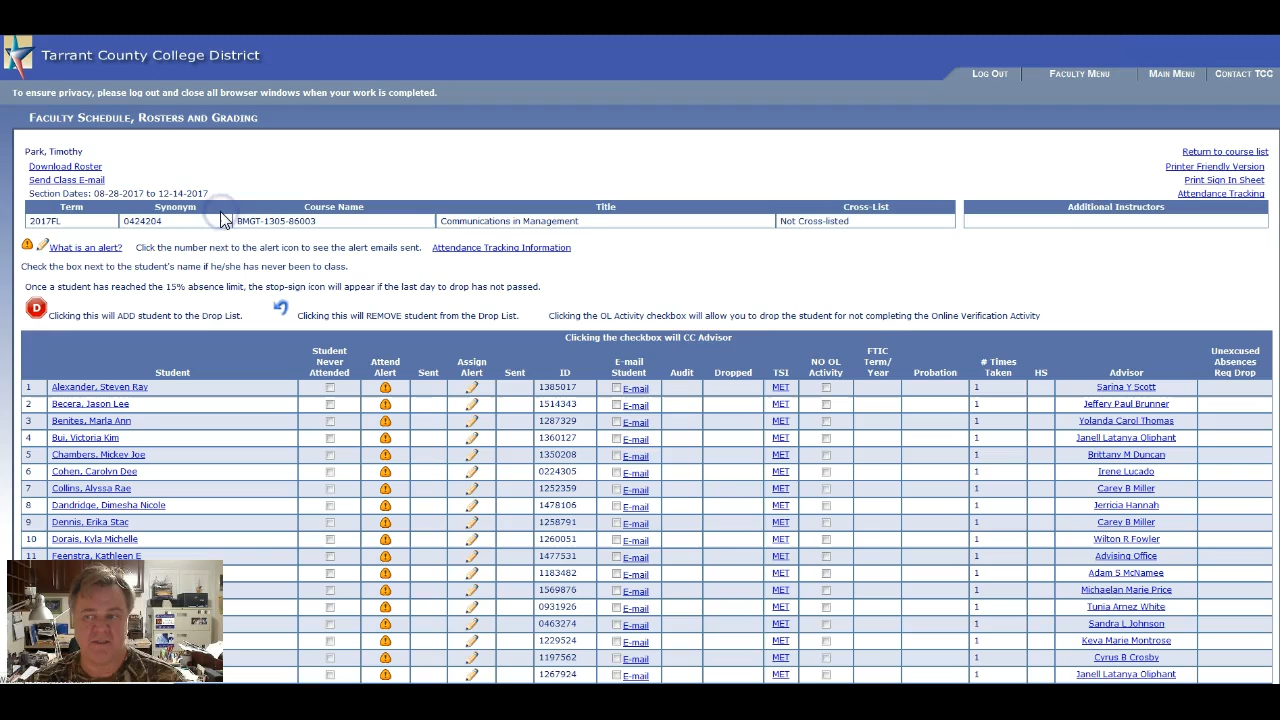 Tarrant County College District
LOG OUT FACULTY MENU MAIN MENU CONTACT TCC
To ensure privacy, please log out and close all browser windows when your work is completed.
FACULTY SCHEDULE, ROSTERS AND GRADING
Park, Timothy Return to course list
Download Roster Printer Friendly Version
Send Class E-mail Print Sign In Sheet
Section Dates: 08-28-2017 to 12-14-2017 Attendance Tracking
Term Synonym Course Name Title Cross-List Additional Instructors
2017FL 0424204 BMGT-1305-86003 Communications in Management Not Cross-listed
What is an alert? Click the number next to the alert icon to see the alert emails sent. Attendance Tracking Information
Check the box next to the student's name if he/she has never been to class.
Once a student has reached the 15% absence limit, the stop-sign icon will appear if the last day to drop has not passed.
D Clicking this will ADD student to the Drop List. Clicking this will REMOVE student from the Drop List. Clicking the OL Activity checkbox will allow you to drop the student for not completing the Online Verification Activity
Clicking the checkbox will CC Advisor
Student Student Never Attended Attend Alert Sent Assign Alert Sent ID E-mail Student Audit Dropped TSI NO OL Activity FTIC Term/ Year Probation # Times Taken HS Advisor Unexcused Absences Req Drop
1 Alexander, Steven Ray 1385017 E-mail MET 1 Sarina Y Scott
2 Becera, Jason Lee 1514343 E-mail MET 1 Jeffery Paul Brunner
3 Benites, Marla Ann 1287329 E-mail MET 1 Yolanda Carol Thomas
4 Bui, Victoria Kim 1360127 E-mail MET 1 Janell Latanya Oliphant
5 Chambers, Mickey Joe 1350208 E-mail MET 1 Brittany M Duncan
6 Cohen, Carolyn Dee 0224305 E-mail MET 1 Irene Lucado
7 Collins, Alyssa Rae 1252359 E-mail MET 1 Carey B Miller
8 Dandridge, Dimesha Nicole 1478106 E-mail MET 1 Jerricia Hannah
9 Dennis, Erika Stac 1258791 E-mail MET 1 Carey B Miller
10 Dorais, Kyla Michelle 1260051 E-mail MET 1 Wilton R Fowler
11 Feenstra, Kathleen E 1477531 E-mail MET 1 Advising Office
1183482 E-mail MET 1 Adam S McNamee
1569876 E-mail MET 1 Michaelan Marie Price
0931926 E-mail MET 1 Tunia Arnez White
0463274 E-mail MET 1 Sandra L Johnson
1229524 E-mail MET 1 Keva Marie Montrose
1197562 E-mail MET 1 Cyrus B Crosby
1267924 E-mail MET 1 Janell Latanya Oliphant